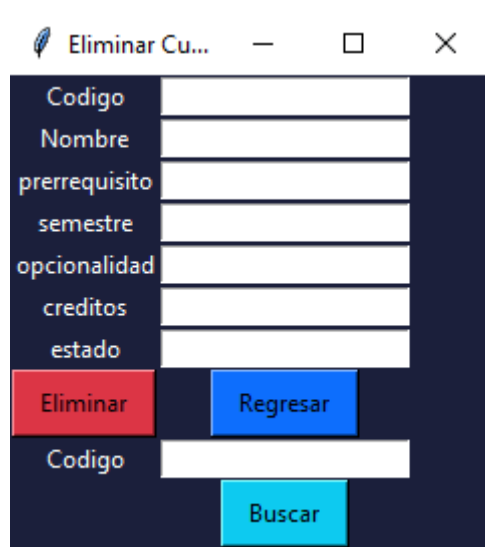 Eliminar Cu...
Codigo
Nombre
prerrequisito
semestre
opcionalidad
creditos
estado
Eliminar Regresar
Codigo
Buscar